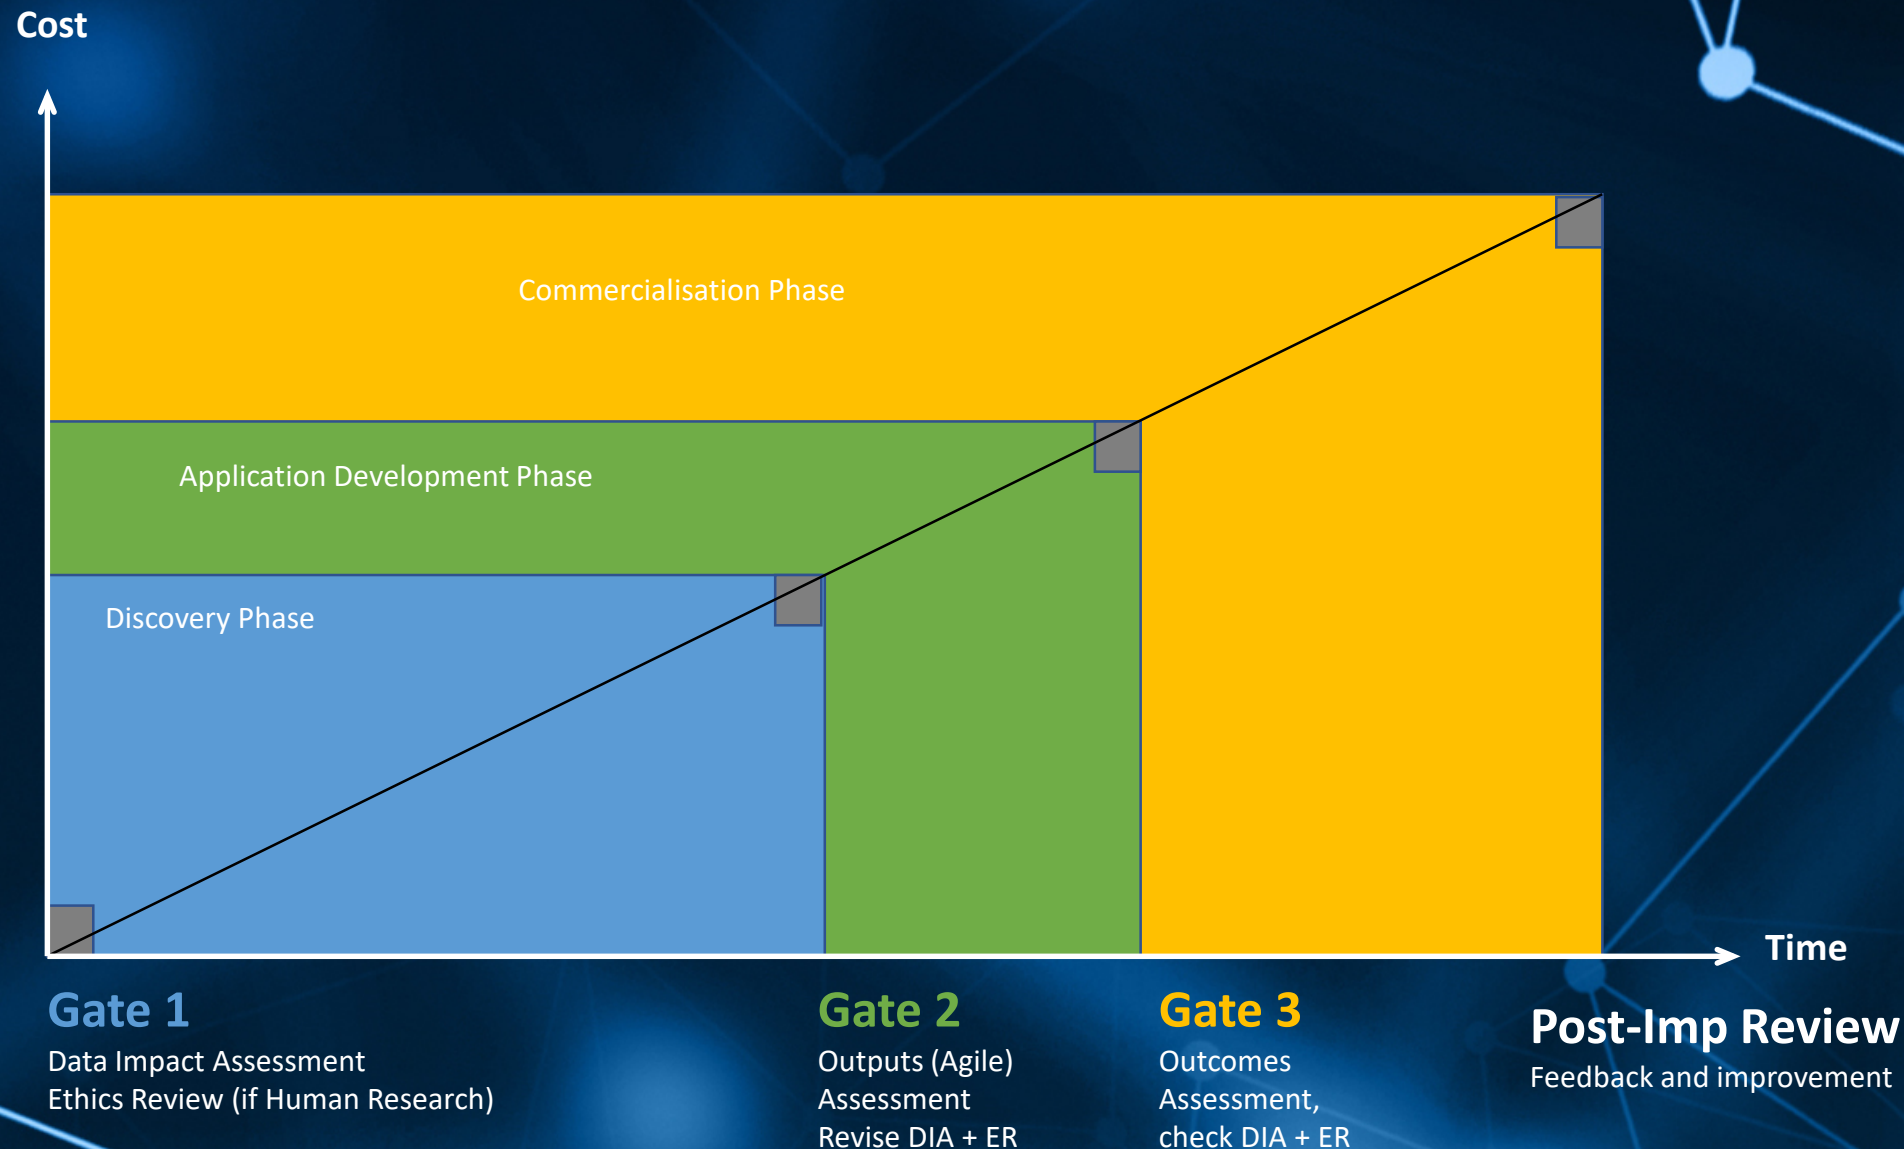 Cost
Commercialisation Phase
Application Development Phase
Discovery Phase
Time
Gate 1
Data Impact Assessment
Ethics Review (if Human Research)
Gate 2
Outputs (Agile)
Assessment
Revise DIA + ER
Gate 3
Outcomes
Assessment,
check DIA + ER
Post-Imp Review
Feedback and improvement